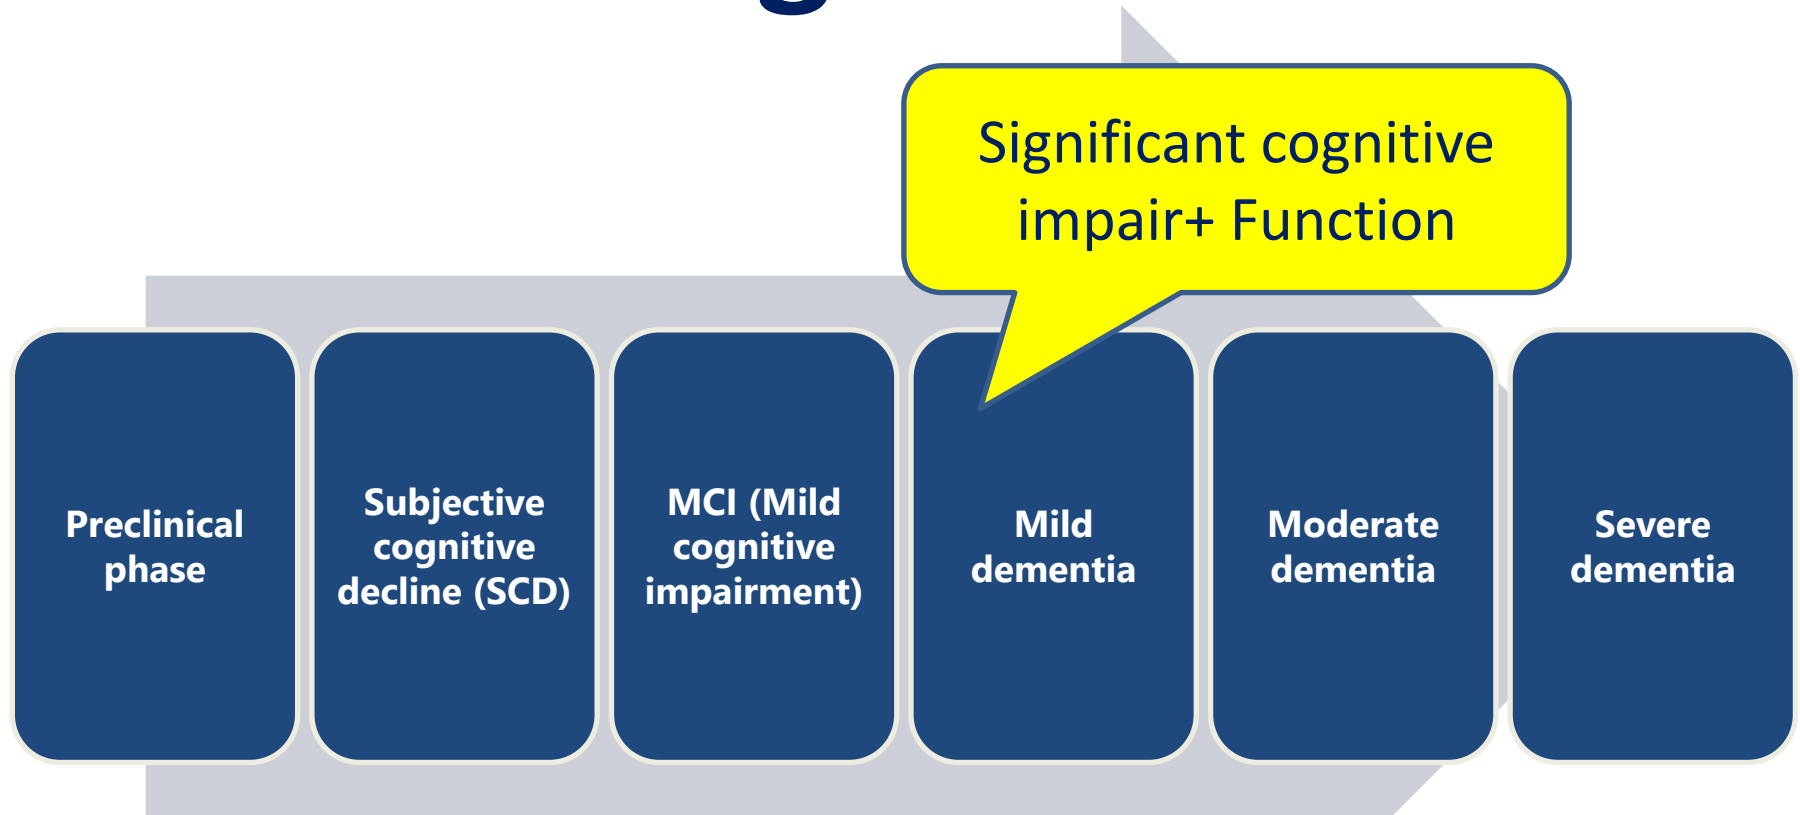 Significant cognitive
impair+ Function
Preclinical
phase
Subjective
cognitive
decline (SCD)
MCI (Mild
cognitive
impairment)
Mild
dementia
Moderate
dementia
Severe
dementia